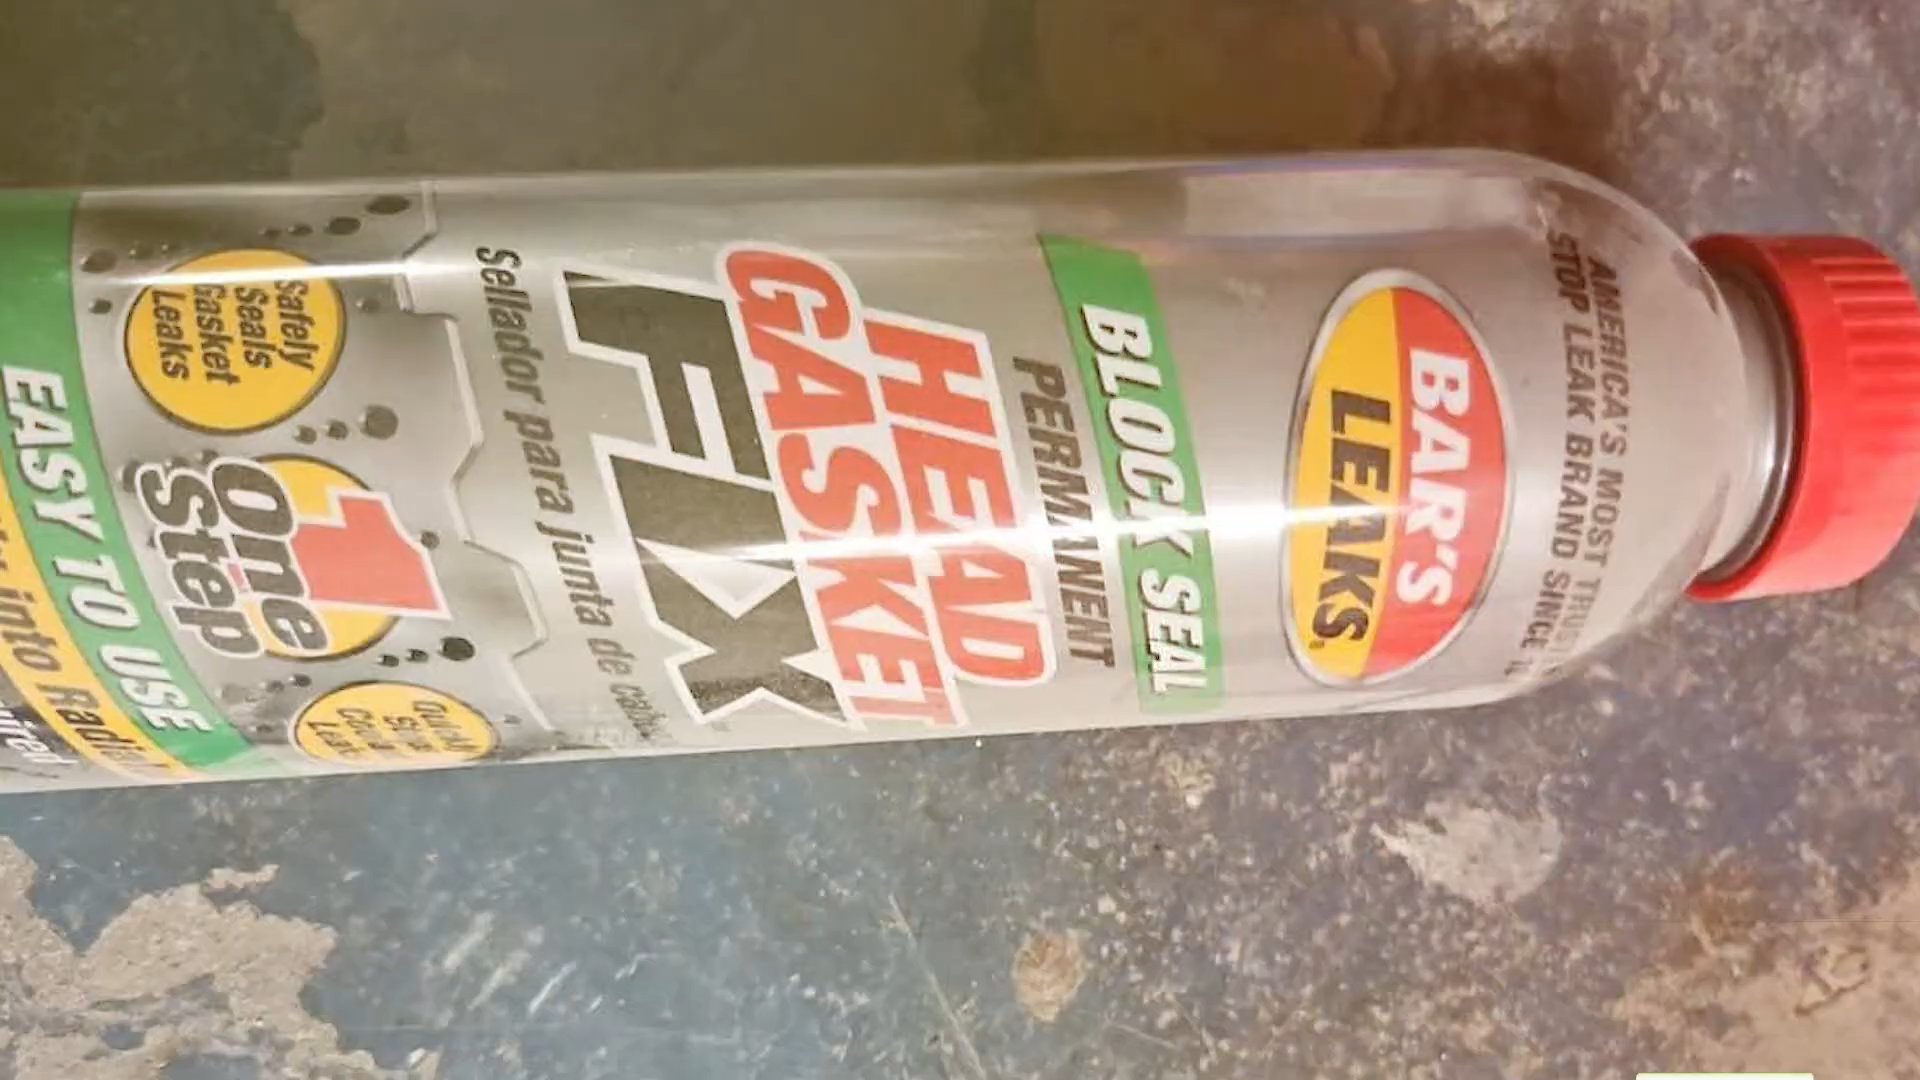 AMERICA'S MOST
STOP LEAK BRAND SINCE
BAR'S
LEAKS
BLOCK SEAL
PERMANENT
HEAD
GASKET
FIX
Sellador para junta de
Safely
Seals
Gasket
Leaks
1
One
Step
EASY TO USE
into